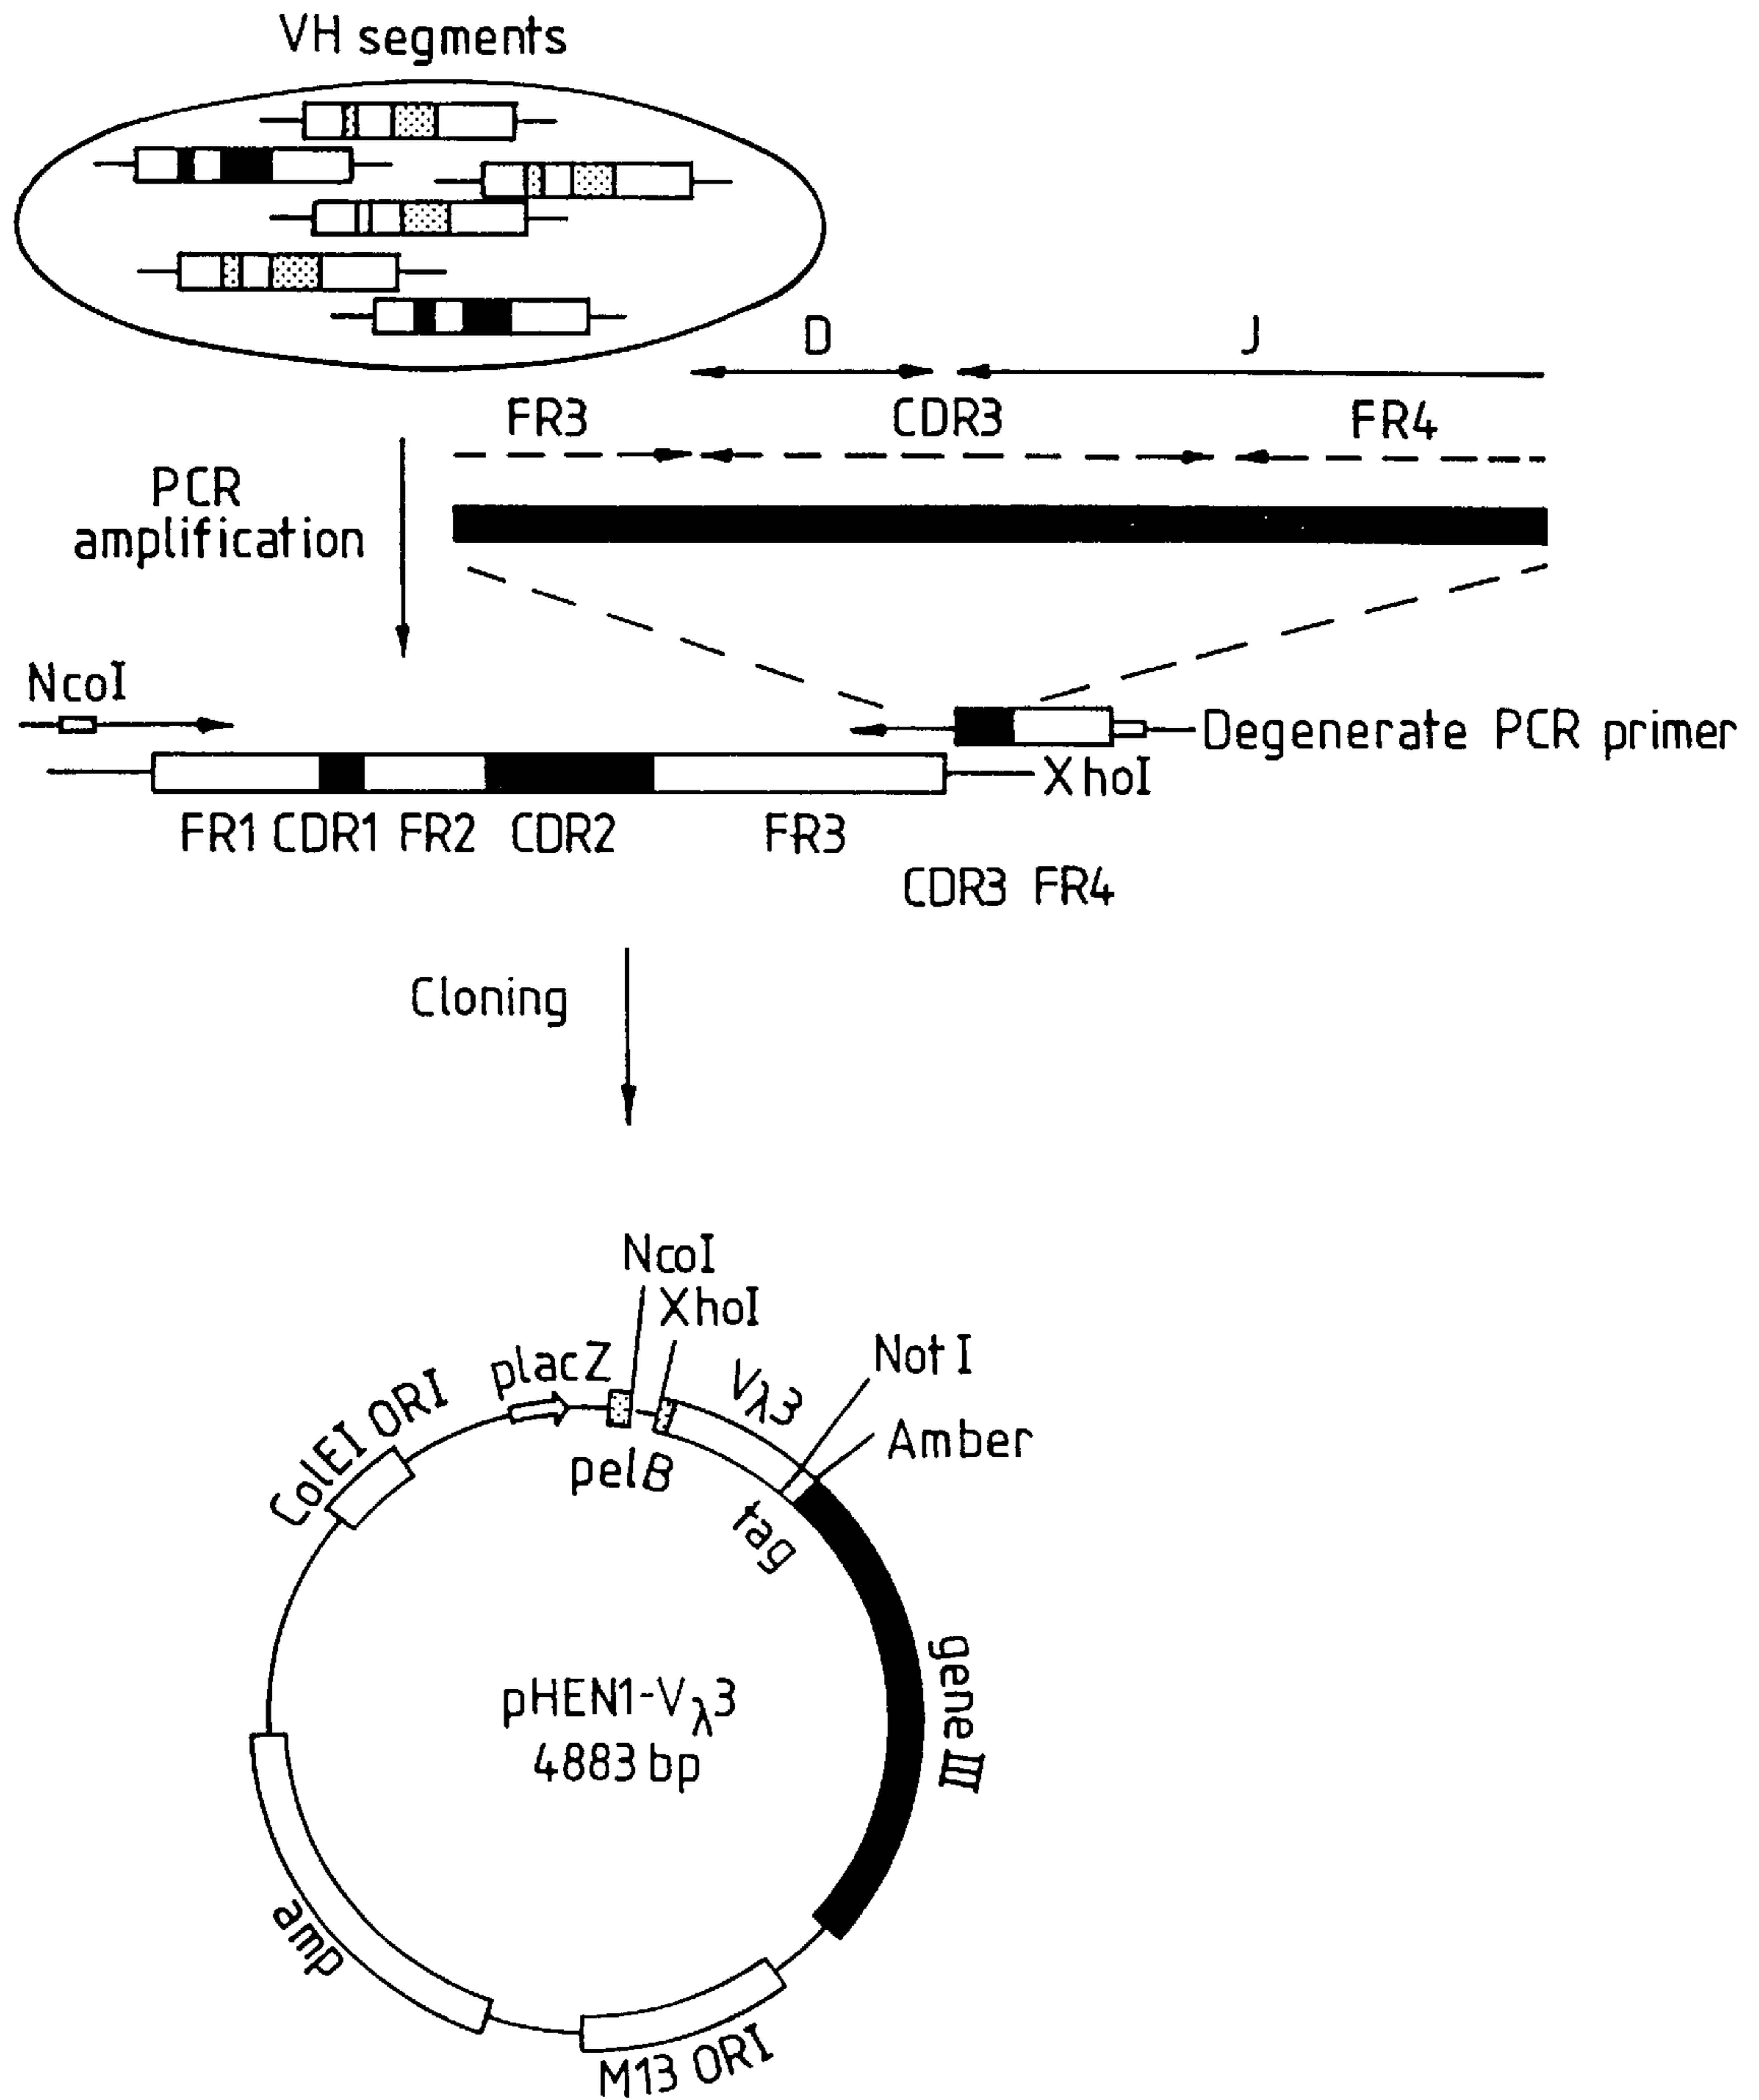 VH segments
D
J
FR3
CDR3
FR4
PCR
amplification
NcoI
Degenerate PCR primer
XhoI
FR1 CDR1 FR2 CDR2 FR3
CDR3 FR4
Cloning
NcoI
XhoI
placZ
Vλ3
Not I
Amber
ColEI ORI
pelB
tag
gene III
pHEN1-Vλ3
4883 bp
amp
M13 ORI